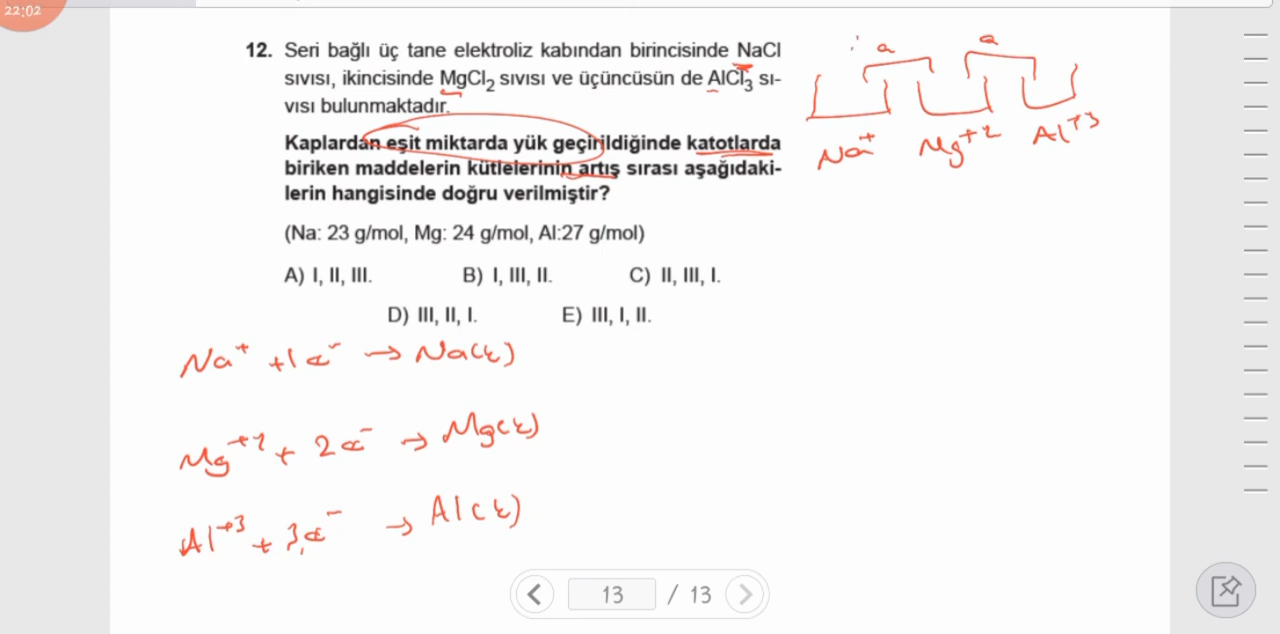 22:02
12. Seri bağlı üç tane elektroliz kabından birincisinde NaCl
sıvısı, ikincisinde MgCl₂ sıvısı ve üçüncüsün de AlCl₃ sı-
vısı bulunmaktadır.
Kaplardan eşit miktarda yük geçirildiğinde katotlarda
biriken maddelerin kütlelerinin artış sırası aşağıdaki-
lerin hangisinde doğru verilmiştir?
(Na: 23 g/mol, Mg: 24 g/mol, Al:27 g/mol)
A) I, II, III. B) I, III, II. C) II, III, I.
D) III, II, I. E) III, I, II.
a a
Na⁺ Mg⁺² Al⁺³
Na⁺ + 1e⁻ → Na(k)
Mg⁺² + 2e⁻ → Mg(k)
Al⁺³ + 3e⁻ → Al(k)
13 / 13